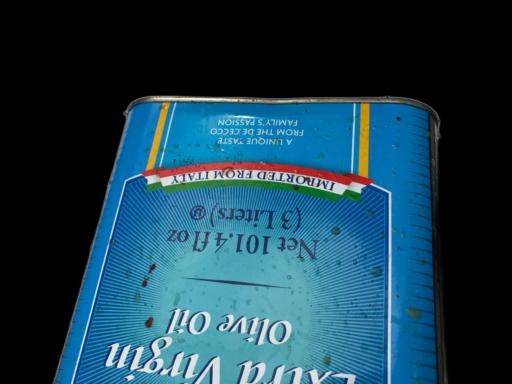 Extra Virgin
Olive Oil
Net 101.4 fl oz
(3 Liters) ®
IMPORTED FROM ITALY
A UNIQUE TASTE
FROM THE DE CECCO
FAMILY'S PASSION